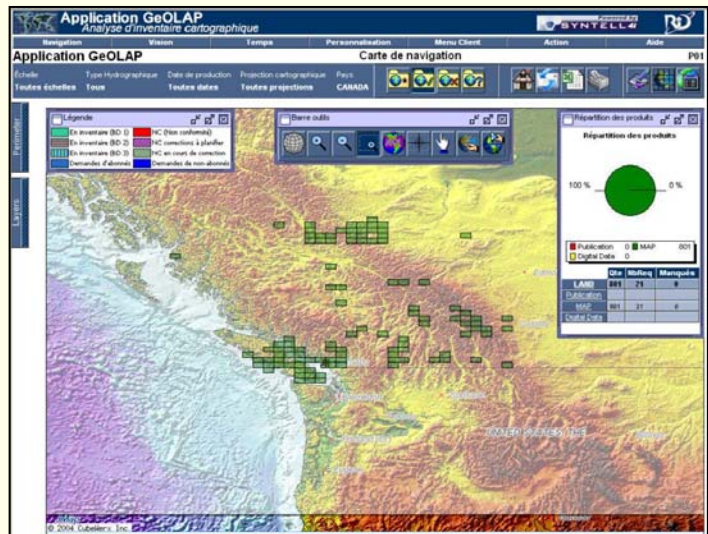 Application GeOLAP
Analyse d'inventaire cartographique
Powered by
SYNTELL
Navigation Vision Temps Personnalisation Menu Client Action Aide
Application GeOLAP Carte de navigation P01
Échelle Type Hydrographique Date de production Projection cartographique Pays
Toutes échelles Tous Toutes dates Toutes projections CANADA
Perimeter
Layers
Légende
En inventaire (BD 1) NC (Non conformité)
En inventaire (BD 2) NC corrections à planifier
En inventaire (BD 3) NC en cours de correction
Demandes d'abonnés Demandes de non-abonnés
Barre outils
Répartition des produits
Répartition des produits
100 % 0 %
Publication 0 MAP 801
Digital Data 0
Qte NbReq Manqués
LAND 801 21 0
Publication
MAP 801 21 0
Digital Data
UNITED STATES, THE
© 2004 Cubewerx Inc.